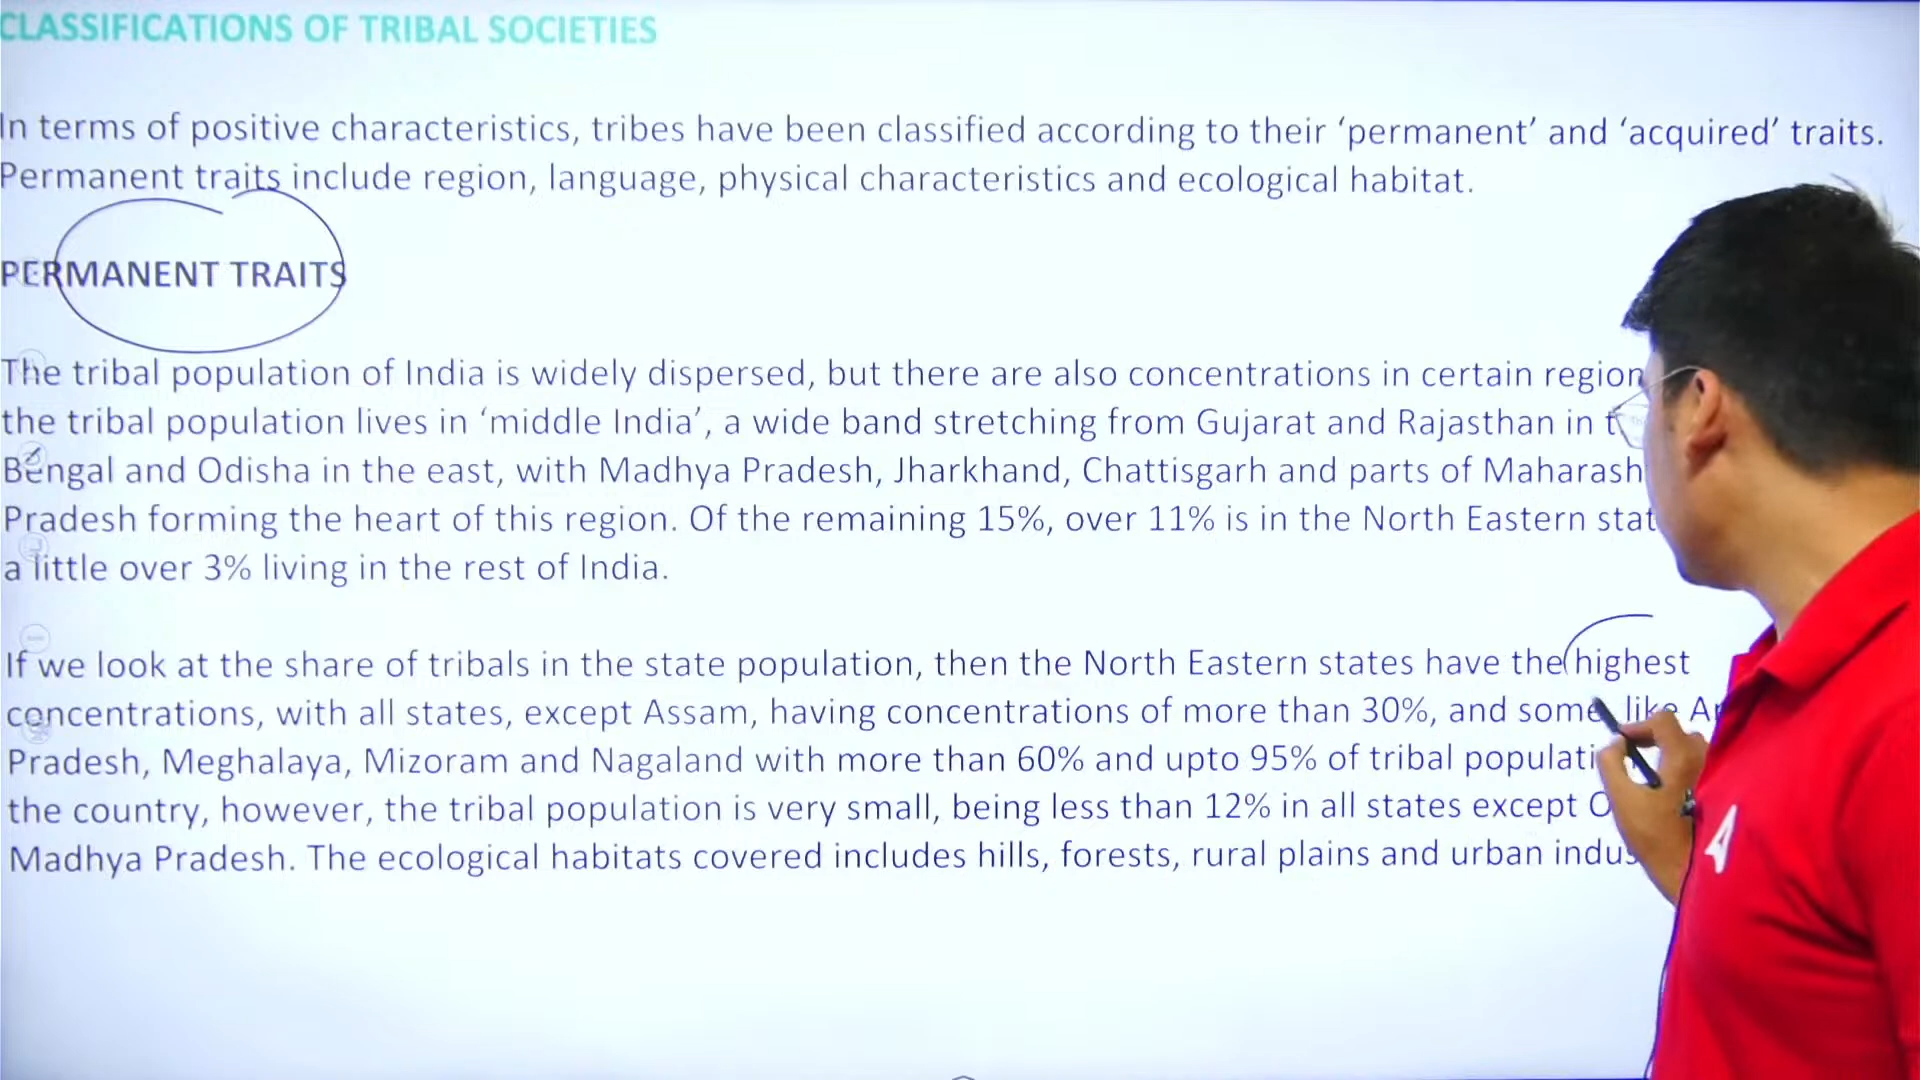 CLASSIFICATIONS OF TRIBAL SOCIETIES
In terms of positive characteristics, tribes have been classified according to their ‘permanent’ and ‘acquired’ traits.
Permanent traits include region, language, physical characteristics and ecological habitat.
PERMANENT TRAITS
The tribal population of India is widely dispersed, but there are also concentrations in certain region
the tribal population lives in ‘middle India’, a wide band stretching from Gujarat and Rajasthan in t
Bengal and Odisha in the east, with Madhya Pradesh, Jharkhand, Chattisgarh and parts of Maharash
Pradesh forming the heart of this region. Of the remaining 15%, over 11% is in the North Eastern stat
a little over 3% living in the rest of India.
If we look at the share of tribals in the state population, then the North Eastern states have the highest
concentrations, with all states, except Assam, having concentrations of more than 30%, and some like
Pradesh, Meghalaya, Mizoram and Nagaland with more than 60% and upto 95% of tribal populati
the country, however, the tribal population is very small, being less than 12% in all states except O
Madhya Pradesh. The ecological habitats covered includes hills, forests, rural plains and urban indus